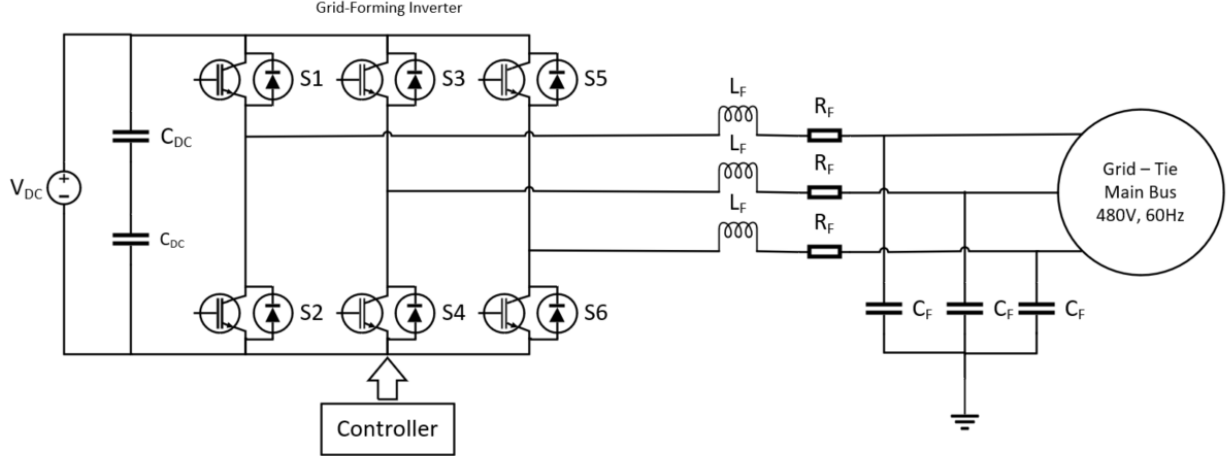 Grid-Forming Inverter
S1
S3
S5
L_F
R_F
C_DC
L_F
R_F
Grid – Tie
Main Bus
480V, 60Hz
V_DC
L_F
R_F
C_DC
S2
S4
S6
C_F
C_F
C_F
Controller